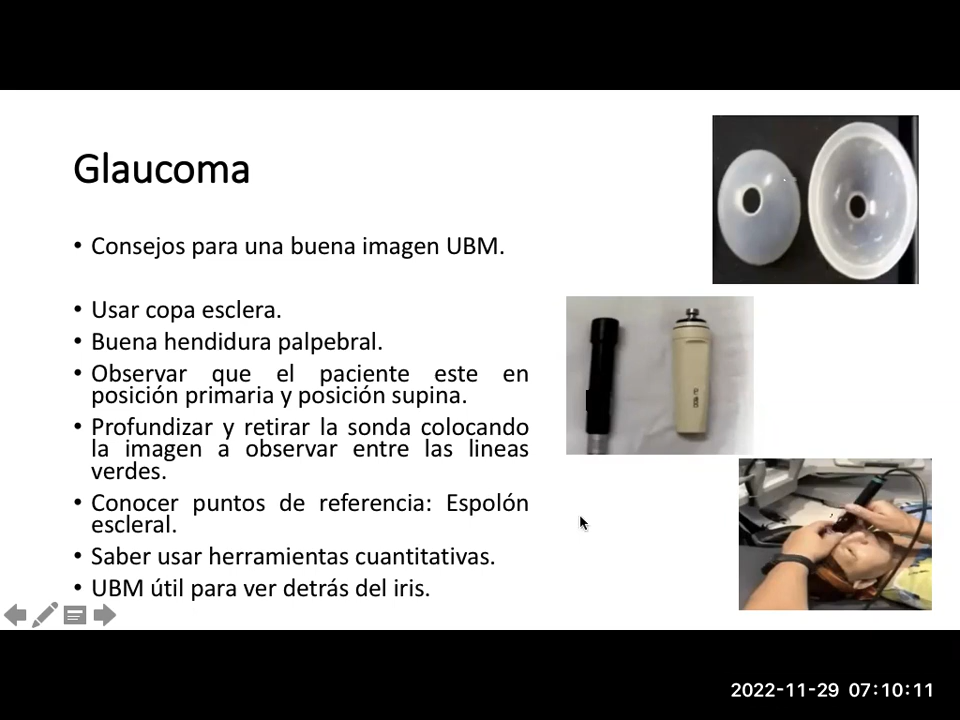 Glaucoma
• Consejos para una buena imagen UBM.
• Usar copa esclera.
• Buena hendidura palpebral.
• Observar que el paciente este en
posición primaria y posición supina.
• Profundizar y retirar la sonda colocando
la imagen a observar entre las lineas
verdes.
• Conocer puntos de referencia: Espolón
escleral.
• Saber usar herramientas cuantitativas.
• UBM útil para ver detrás del iris.
2022-11-29 07:10:11